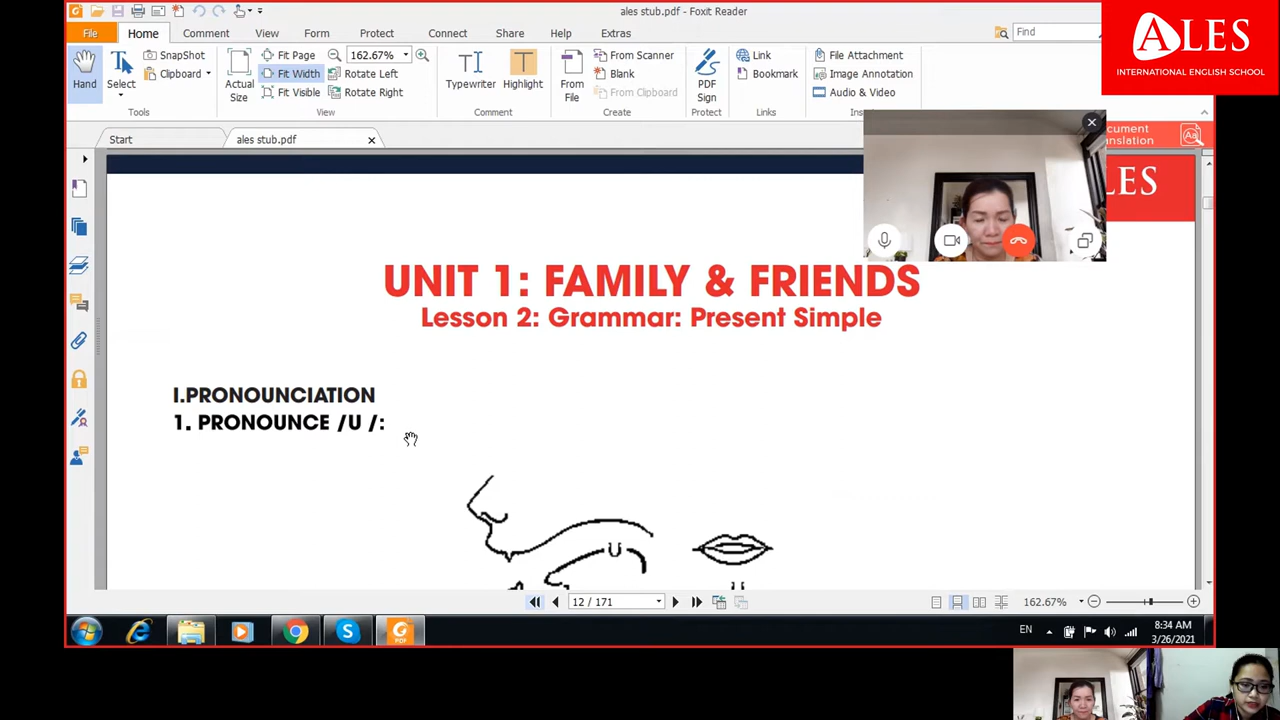 ales stub.pdf - Foxit Reader
File Home Comment View Form Protect Connect Share Help Extras Find
ALES
INTERNATIONAL ENGLISH SCHOOL
SnapShot Fit Page 162.67% From Scanner Link File Attachment
Clipboard Fit Width Rotate Left Blank Bookmark Image Annotation
Hand Select Actual Size Fit Visible Rotate Right Typewriter Highlight From File From Clipboard PDF Sign Audio & Video
Tools View Comment Create Protect Links Ins
Start ales stub.pdf
cument
nslation
LES
UNIT 1: FAMILY & FRIENDS
Lesson 2: Grammar: Present Simple
I.PRONOUNCIATION
1. PRONOUNCE /U /:
U
12 / 171 162.67%
EN 8:34 AM
3/26/2021